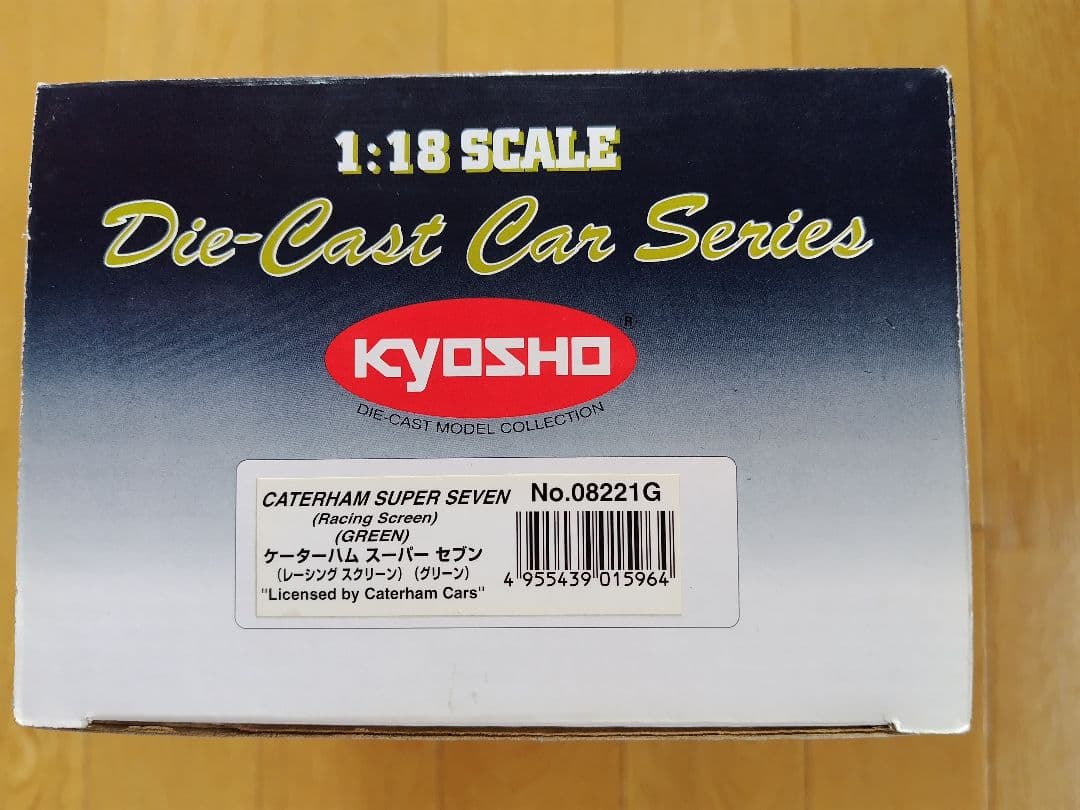 1:18 SCALE
Die-Cast Car Series
KYOSHO ®
DIE-CAST MODEL COLLECTION
CATERHAM SUPER SEVEN No.08221G
(Racing Screen)
(GREEN)
ケーターハム スーパー セブン
(レーシング スクリーン) (グリーン)
"Licensed by Caterham Cars"
4 955439 015964